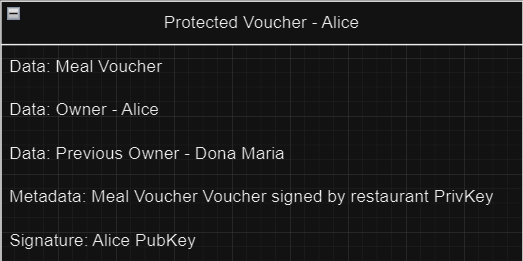 Protected Voucher - Alice
Data: Meal Voucher
Data: Owner - Alice
Data: Previous Owner - Dona Maria
Metadata: Meal Voucher Voucher signed by restaurant PrivKey
Signature: Alice PubKey